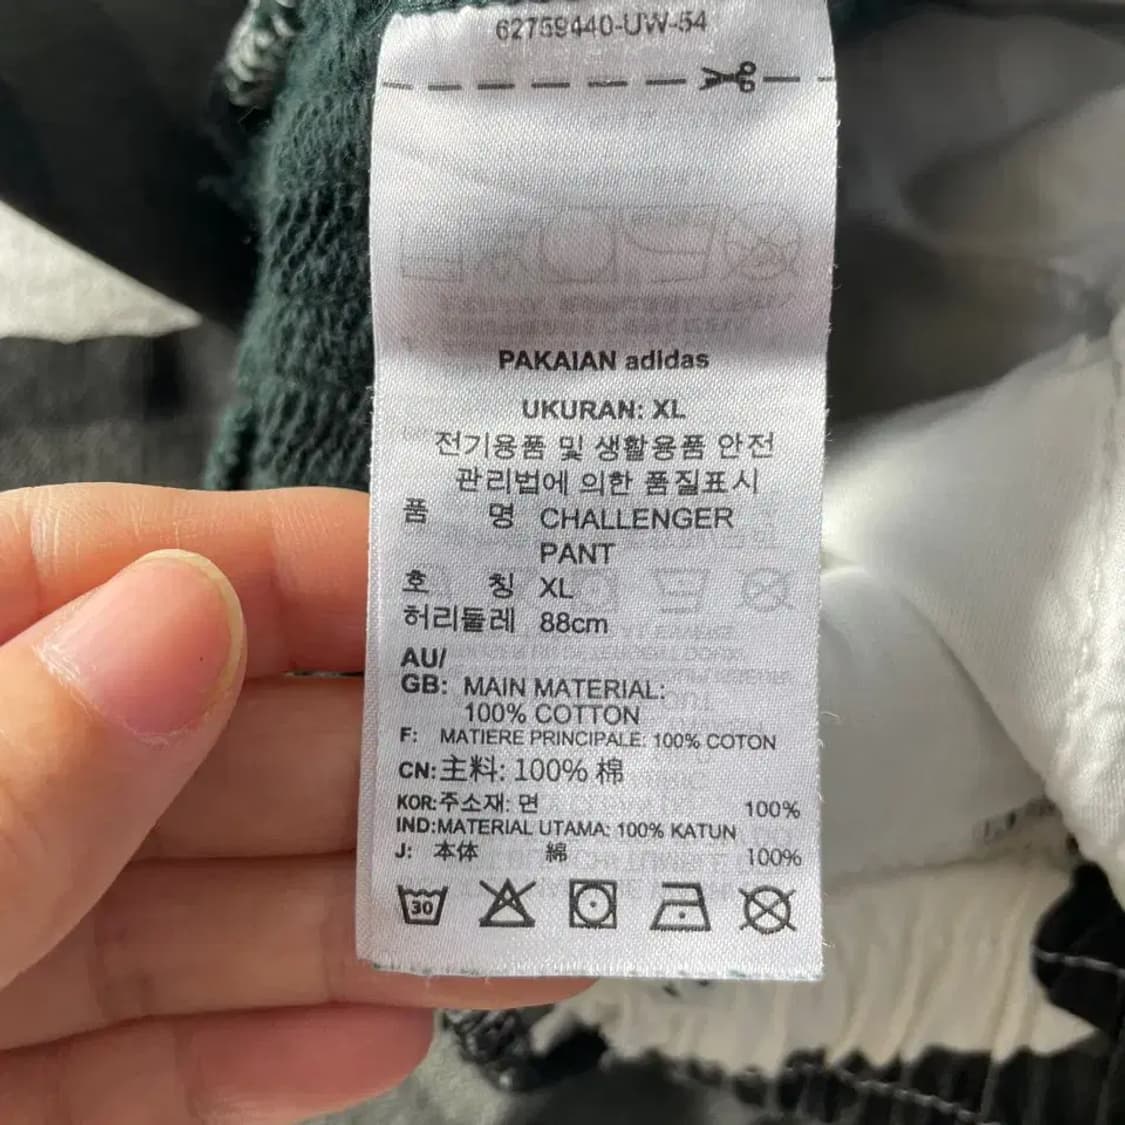 62759440-UW-54
PAKAIAN adidas
UKURAN: XL
전기용품 및 생활용품 안전
관리법에 의한 품질표시
품 명 CHALLENGER
PANT
호 칭 XL
허리둘레 88cm
AU/
GB: MAIN MATERIAL:
100% COTTON
F: MATIERE PRINCIPALE: 100% COTON
CN:主料: 100% 棉
KOR:주소재: 면 100%
IND:MATERIAL UTAMA: 100% KATUN
J: 本体 綿 100%
30